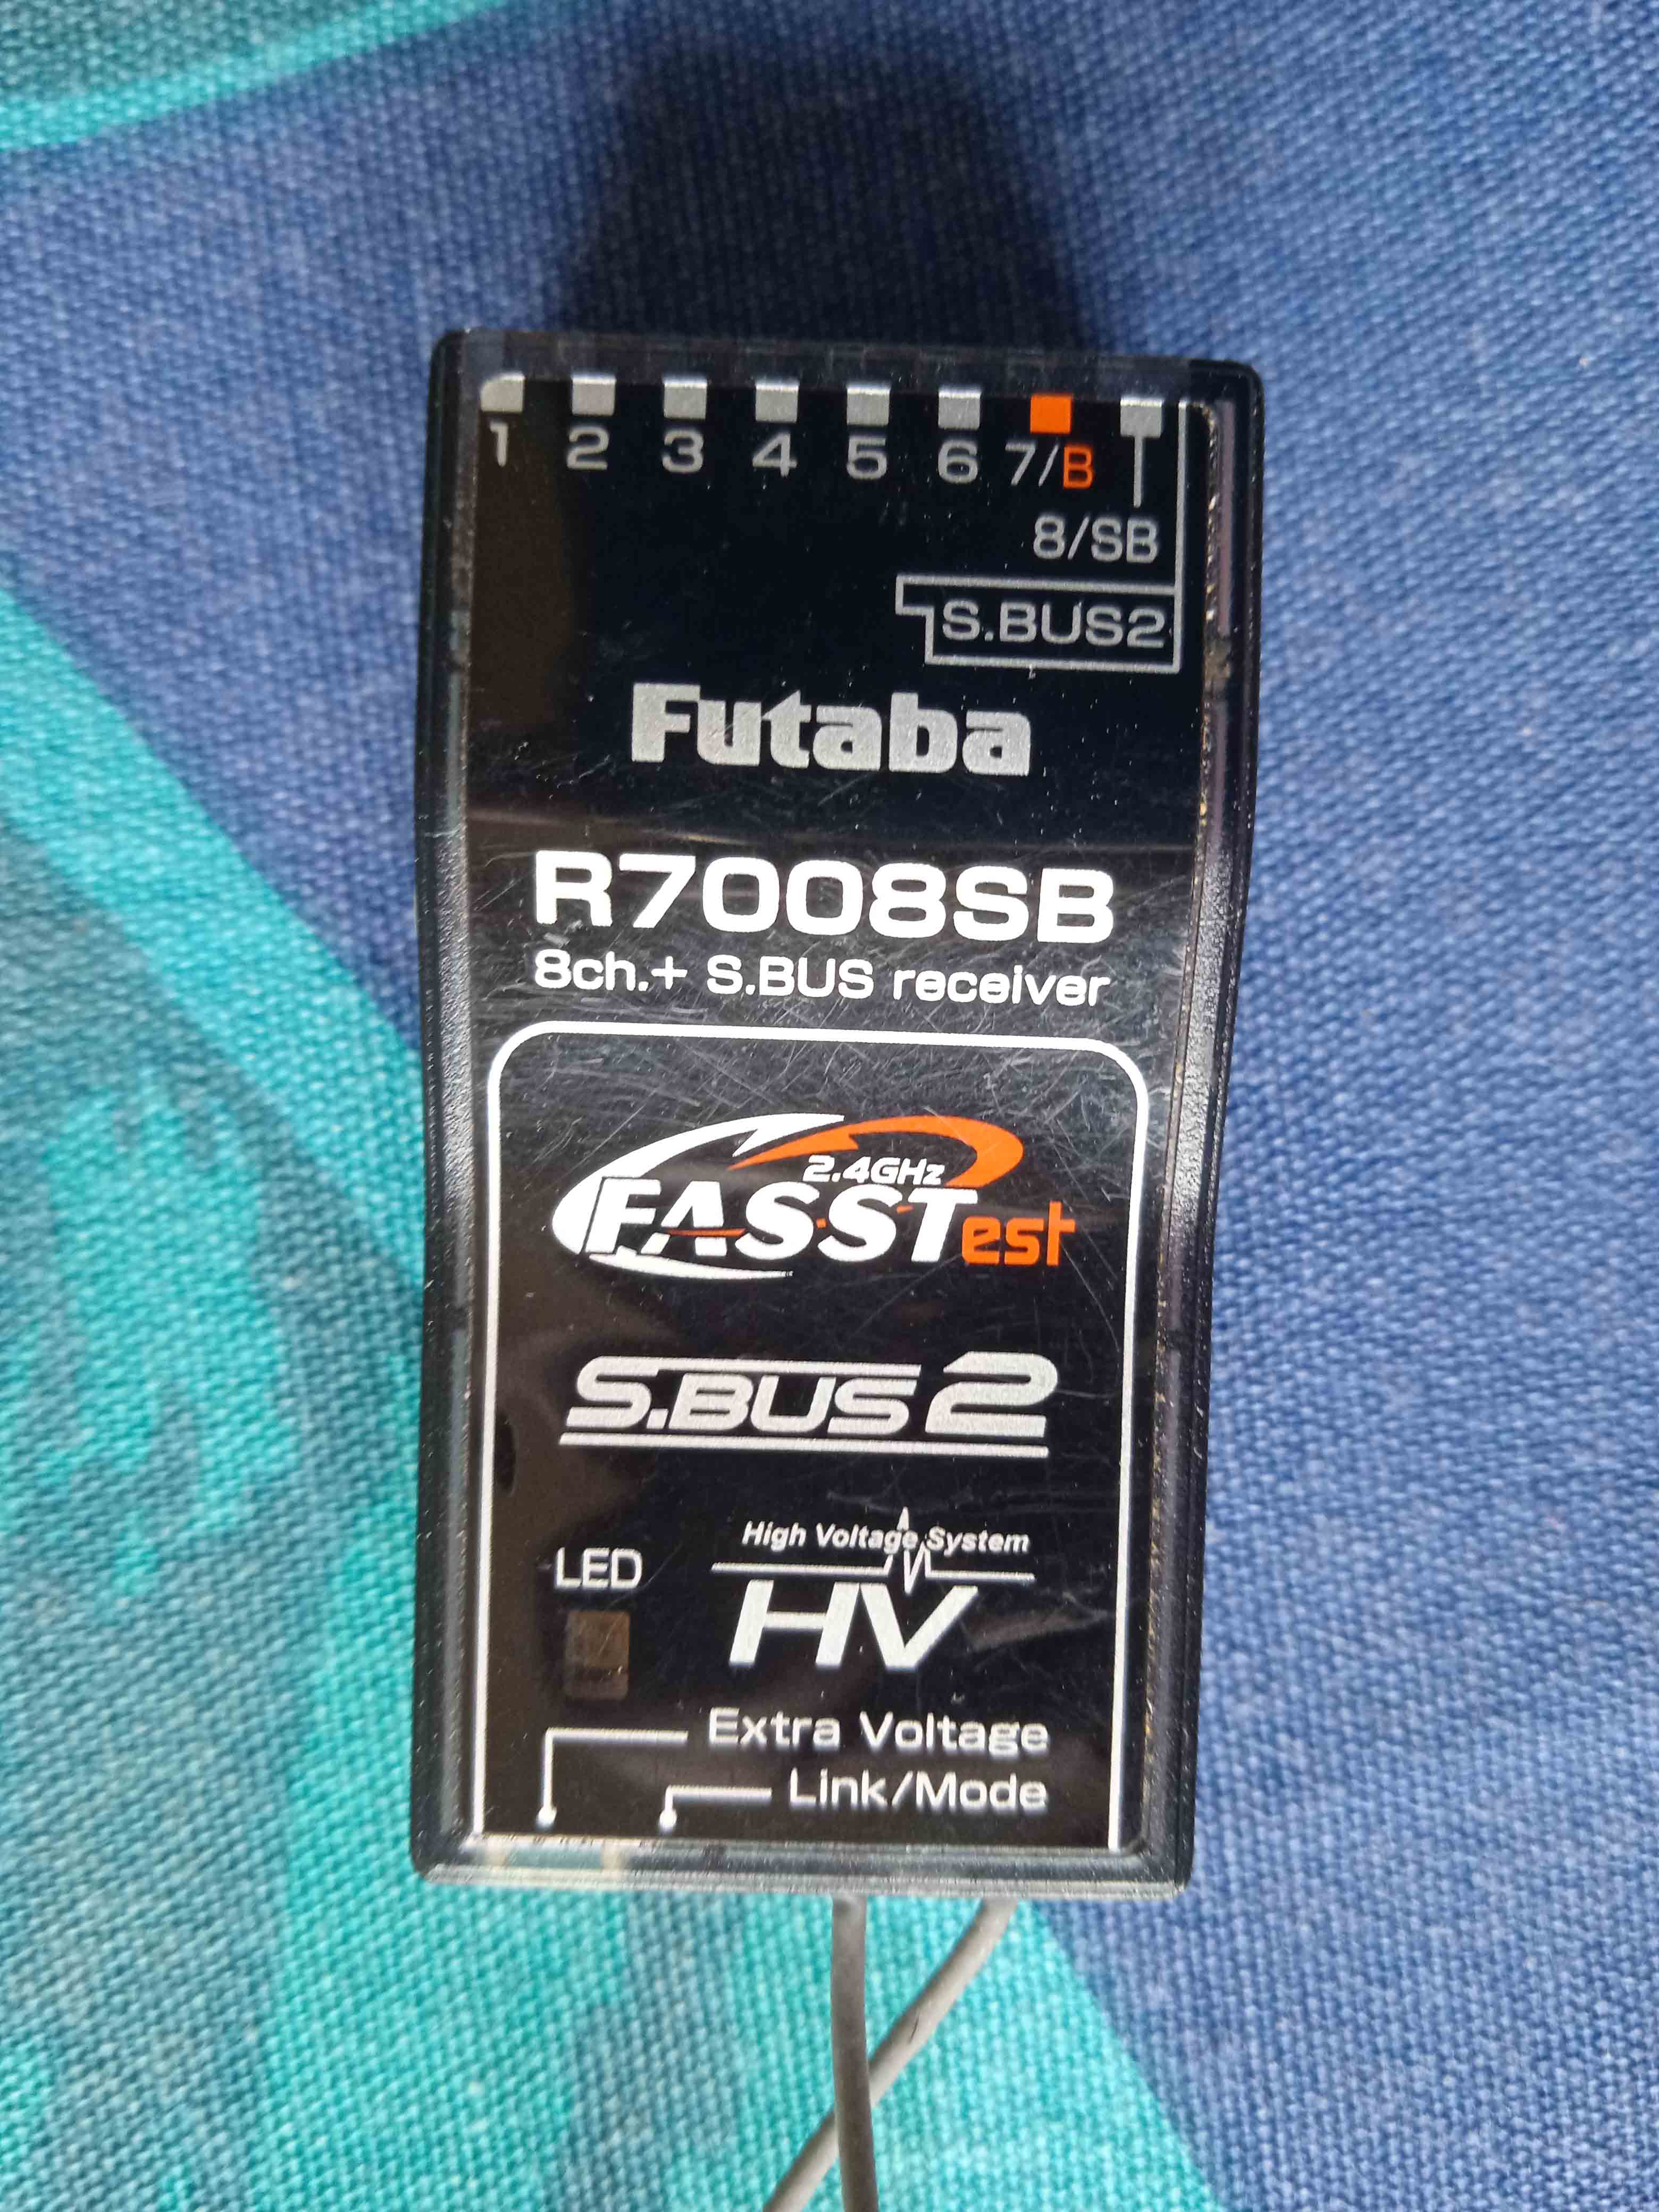 1 2 3 4 5 6 7/B
8/SB
S.BUS2
Futaba
R7008SB
8ch.+ S.BUS receiver
2.4GHz
FASSTest
S.BUS2
High Voltage System
LED
HV
Extra Voltage
Link/Mode